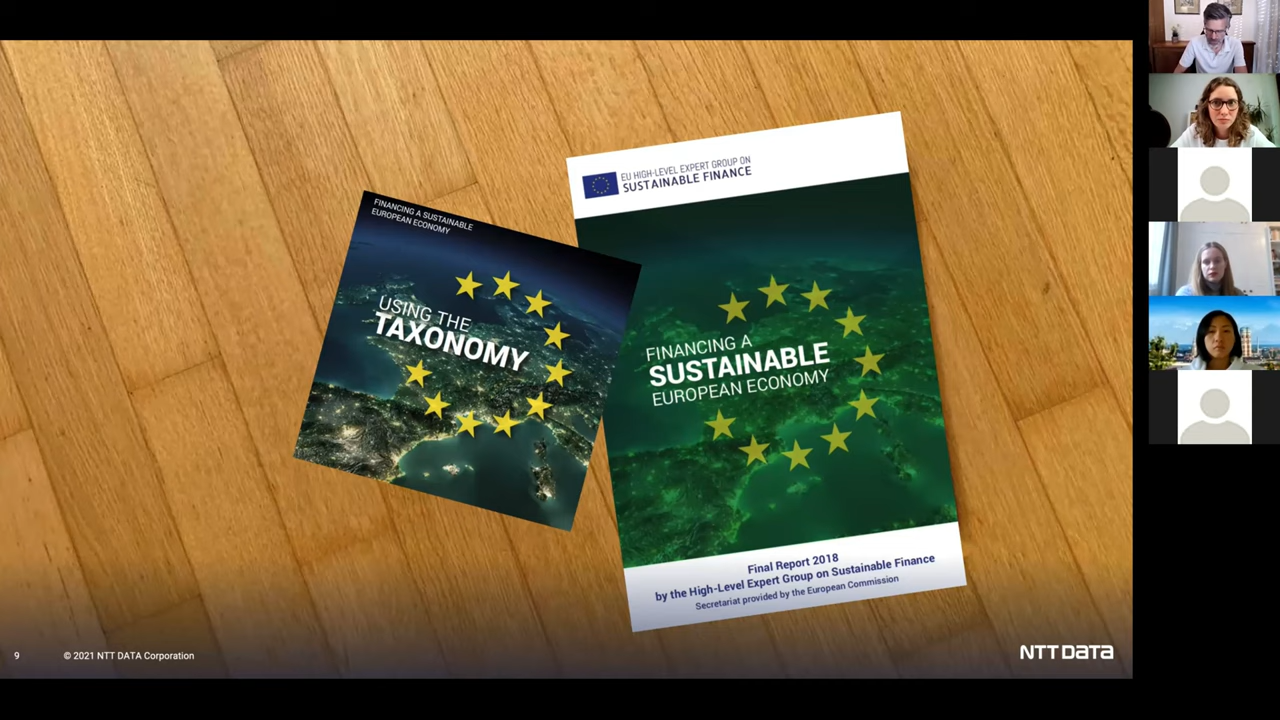 FINANCING A SUSTAINABLE
EUROPEAN ECONOMY
USING THE
TAXONOMY
EU HIGH-LEVEL EXPERT GROUP ON
SUSTAINABLE FINANCE
FINANCING A
SUSTAINABLE
EUROPEAN ECONOMY
Final Report 2018
by the High-Level Expert Group on Sustainable Finance
Secretariat provided by the European Commission
9
© 2021 NTT DATA Corporation
NTT DATA